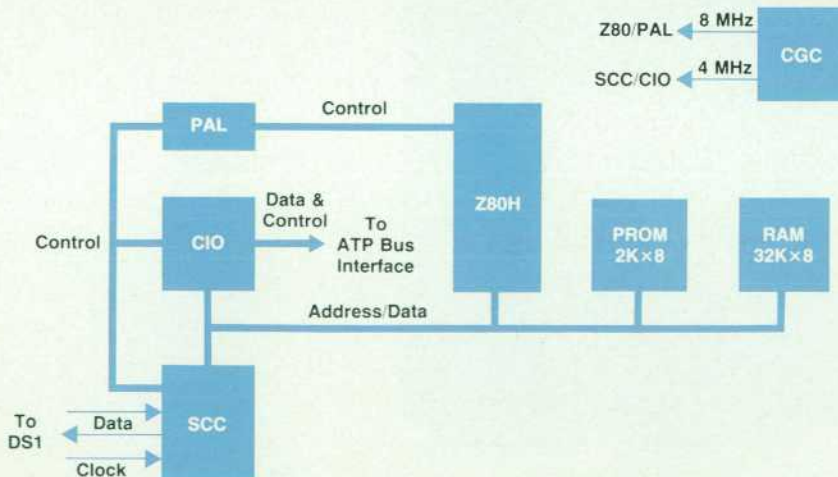 Z80/PAL
8 MHz
SCC/CIO
4 MHz
CGC
PAL
Control
Z80H
Control
CIO
Data &
Control
To
ATP Bus
Interface
PROM
2K×8
RAM
32K×8
Address/Data
SCC
To
DS1
Data
Clock